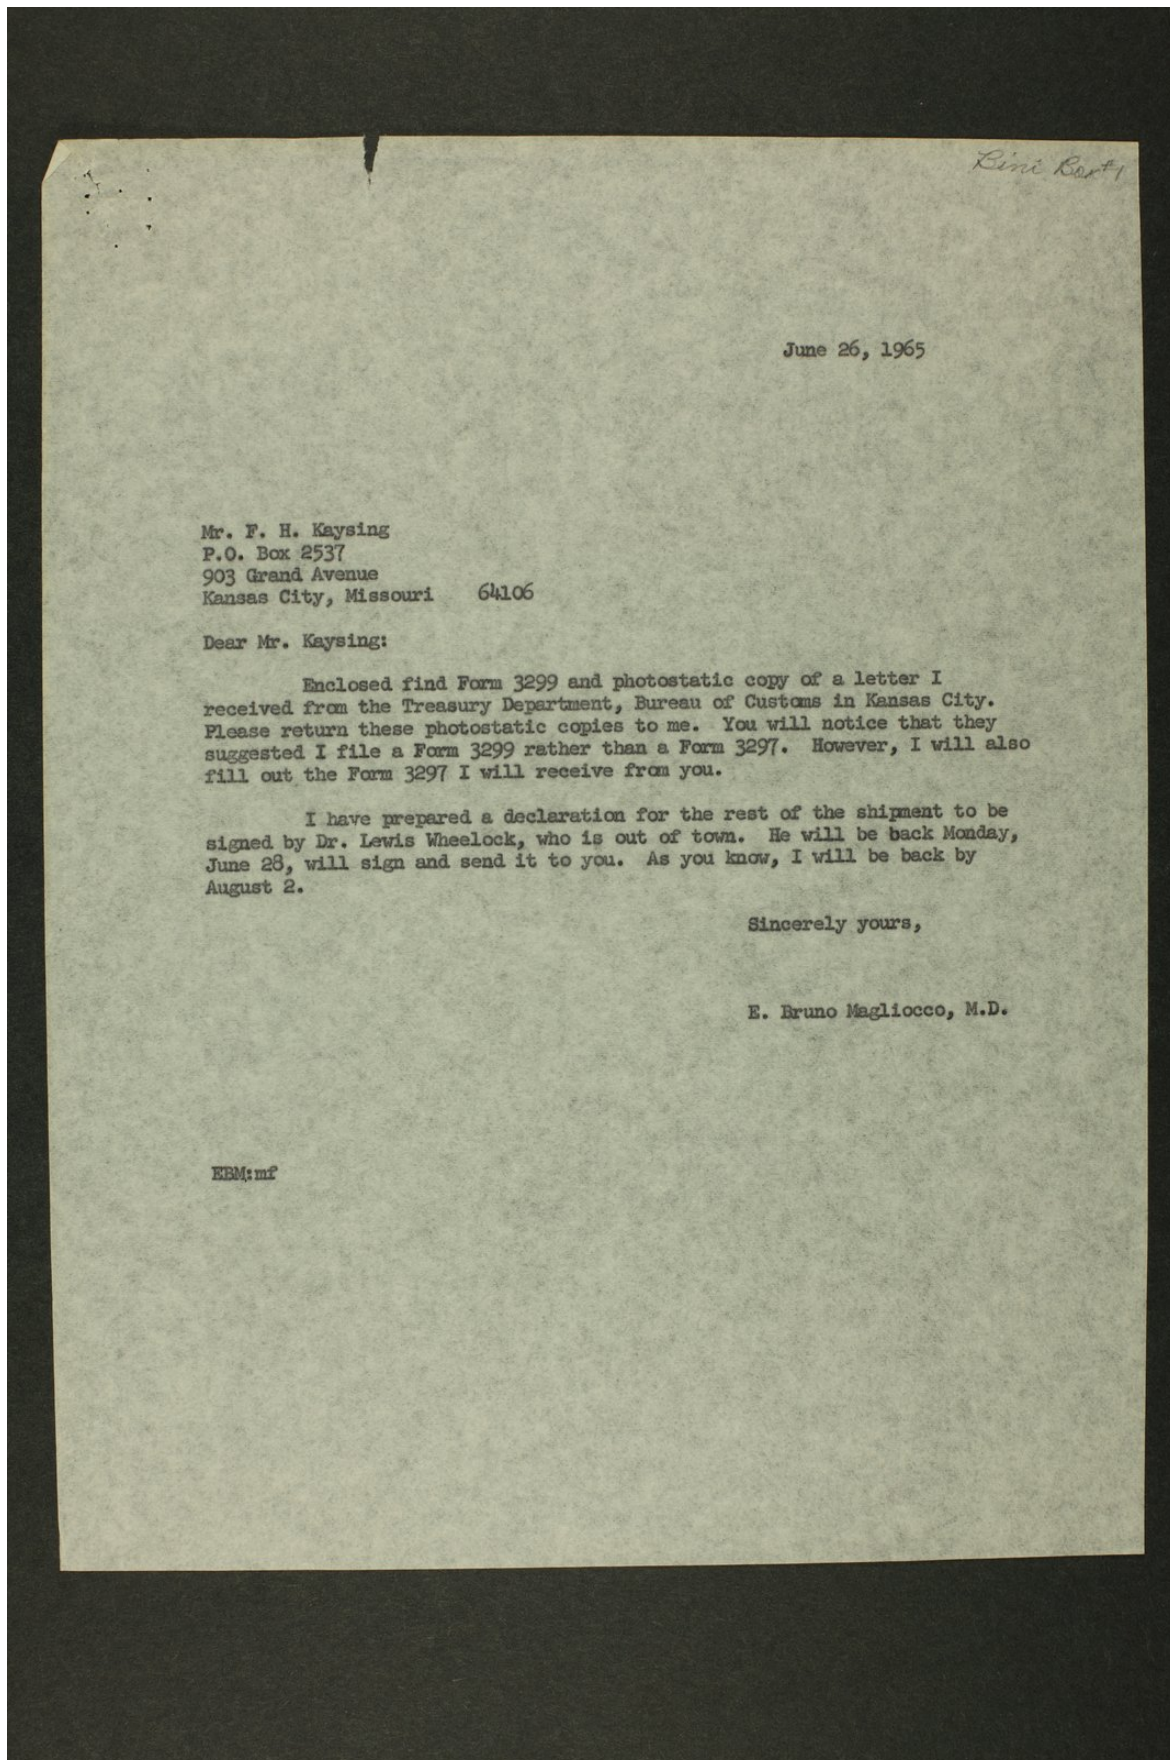 Bini Box #1
June 26, 1965
Mr. F. H. Kaysing
P.O. Box 2537
903 Grand Avenue
Kansas City, Missouri 64106
Dear Mr. Kaysing:
Enclosed find Form 3299 and photostatic copy of a letter I
received from the Treasury Department, Bureau of Customs in Kansas City.
Please return these photostatic copies to me. You will notice that they
suggested I file a Form 3299 rather than a Form 3297. However, I will also
fill out the Form 3297 I will receive from you.
I have prepared a declaration for the rest of the shipment to be
signed by Dr. Lewis Wheelock, who is out of town. He will be back Monday,
June 28, will sign and send it to you. As you know, I will be back by
August 2.
Sincerely yours,
E. Bruno Magliocco, M.D.
EBM:mf